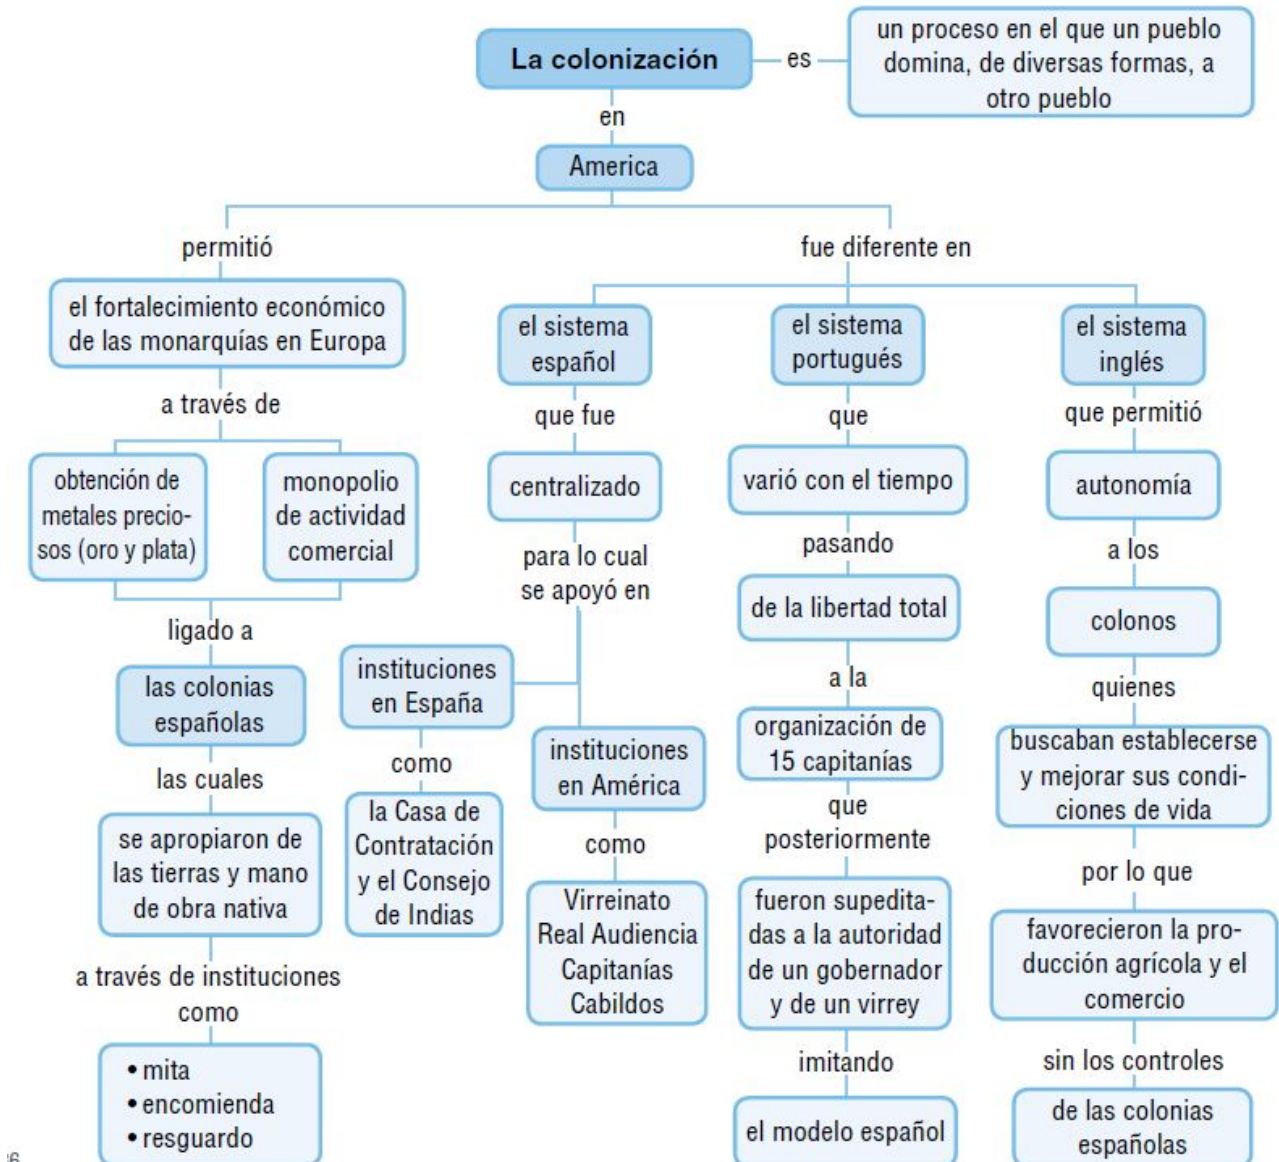 La colonización
es
un proceso en el que un pueblo
domina, de diversas formas, a
otro pueblo
en
America
permitió
el fortalecimiento económico
de las monarquías en Europa
a través de
obtención de
metales precio-
sos (oro y plata)
monopolio
de actividad
comercial
ligado a
las colonias
españolas
las cuales
se apropiaron de
las tierras y mano
de obra nativa
a través de instituciones
como
• mita
• encomienda
• resguardo
fue diferente en
el sistema
español
que fue
centralizado
para lo cual
se apoyó en
instituciones
en España
como
la Casa de
Contratación
y el Consejo
de Indias
instituciones
en América
como
Virreinato
Real Audiencia
Capitanías
Cabildos
el sistema
portugués
que
varió con el tiempo
pasando
de la libertad total
a la
organización de
15 capitanías
que
posteriormente
fueron supedita-
das a la autoridad
de un gobernador
y de un virrey
imitando
el modelo español
el sistema
inglés
que permitió
autonomía
a los
colonos
quienes
buscaban establecerse
y mejorar sus condi-
ciones de vida
por lo que
favorecieron la pro-
ducción agrícola y el
comercio
sin los controles
de las colonias
españolas